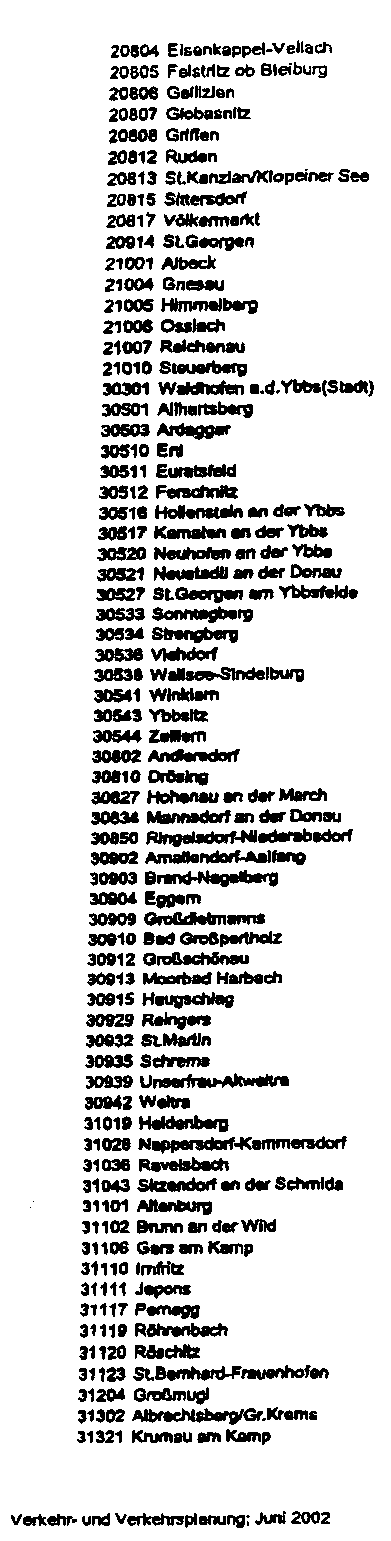 20804 Eisenkappel-Vellach
20805 Feistritz ob Bleiburg
20806 Gallizien
20807 Globasnitz
20808 Griffen
20812 Ruden
20813 St.Kanzian/Klopeiner See
20815 Sittersdorf
20817 Völkermarkt
20914 St.Georgen
21001 Albeck
21004 Gnesau
21005 Himmelberg
21006 Ossiach
21007 Reichenau
21010 Steuerberg
30301 Waidhofen a.d.Ybbs(Stadt)
30501 Allhartsberg
30503 Ardagger
30510 Ertl
30511 Euratsfeld
30512 Ferschnitz
30516 Hollenstein an der Ybbs
30517 Kematen an der Ybbs
30520 Neuhofen an der Ybbs
30521 Neustadtl an der Donau
30527 St.Georgen am Ybbsfelde
30533 Sonntagberg
30534 Strengberg
30536 Viehdorf
30538 Wallsee-Sindelburg
30541 Winklarn
30543 Ybbsitz
30544 Zeillern
30802 Andlersdorf
30810 Drösing
30827 Hohenau an der March
30834 Mannsdorf an der Donau
30850 Ringelsdorf-Niederabsdorf
30902 Amaliendorf-Aalfang
30903 Brand-Nagelberg
30904 Eggern
30909 Großdietmanns
30910 Bad Großpertholz
30912 Großschönau
30913 Moorbad Harbach
30915 Haugschlag
30929 Reingers
30932 St.Martin
30935 Schrems
30939 Unserfrau-Altweitra
30942 Weitra
31019 Heldenberg
31028 Nappersdorf-Kammersdorf
31036 Ravelsbach
31043 Sitzendorf an der Schmida
31101 Altenburg
31102 Brunn an der Wild
31106 Gars am Kamp
31110 Irnfritz
31111 Japons
31117 Pernegg
31119 Röhrenbach
31120 Röschitz
31123 St.Bernhard-Frauenhofen
31204 Großmugl
31302 Albrechtsberg/Gr.Krems
31321 Krumau am Kamp
Verkehr- und Verkehrsplanung; Juni 2002